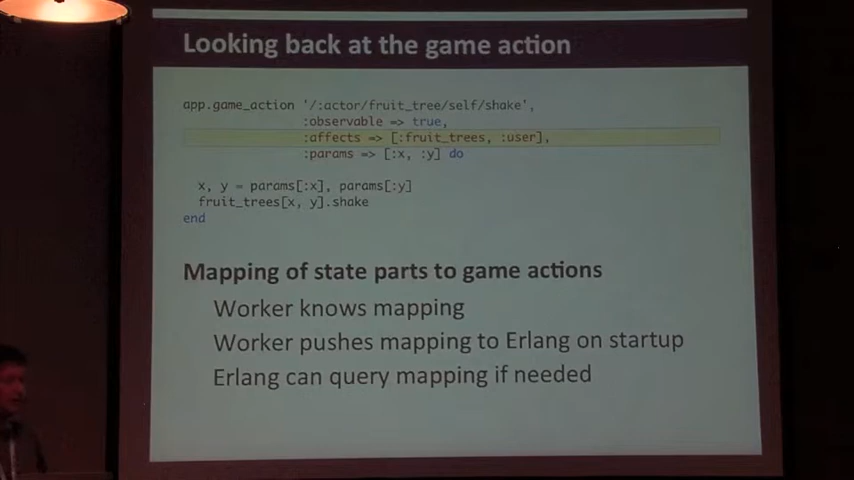 Looking back at the game action
app.game_action '/:actor/fruit_tree/self/shake',
:observable => true,
:affects => [:fruit_trees, :user],
:params => [:x, :y] do
x, y = params[:x], params[:y]
fruit_trees[x, y].shake
end
Mapping of state parts to game actions
Worker knows mapping
Worker pushes mapping to Erlang on startup
Erlang can query mapping if needed